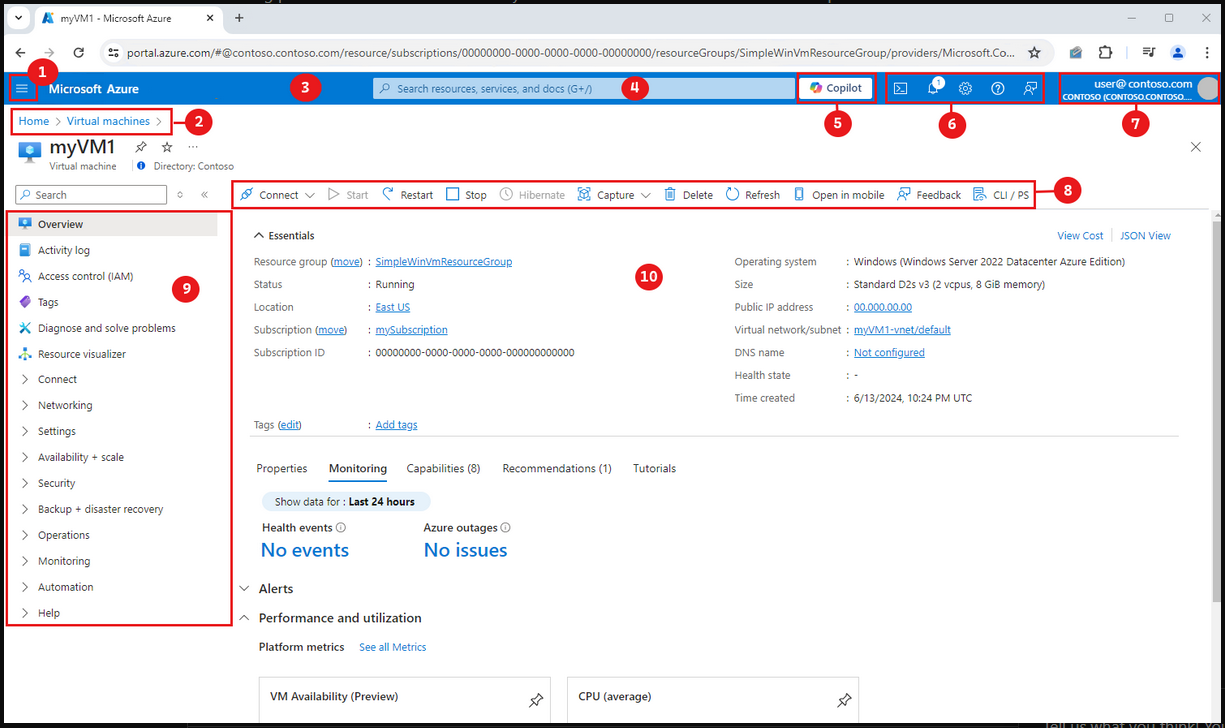 myVM1 - Microsoft Azure
portal.azure.com/#@contoso.contoso.com/resource/subscriptions/00000000-0000-0000-0000-00000000/resourceGroups/SimpleWinVmResourceGroup/providers/Microsoft.Co...
1
Microsoft Azure
3
Search resources, services, and docs (G+/)
4
Copilot
1
user@ contoso.com
CONTOSO (CONTOSO.CONTOSO....
5
6
7
Home > Virtual machines >
2
myVM1
...
Virtual machine
Directory: Contoso
Search
Connect
Start
Restart
Stop
Hibernate
Capture
Delete
Refresh
Open in mobile
Feedback
CLI / PS
8
Overview
Activity log
Access control (IAM)
Tags
Diagnose and solve problems
Resource visualizer
Connect
Networking
Settings
Availability + scale
Security
Backup + disaster recovery
Operations
Monitoring
Automation
Help
9
Essentials
View Cost
JSON View
10
Resource group (move) : SimpleWinVmResourceGroup
Status : Running
Location : East US
Subscription (move) : mySubscription
Subscription ID : 00000000-0000-0000-0000-000000000000
Operating system : Windows (Windows Server 2022 Datacenter Azure Edition)
Size : Standard D2s v3 (2 vcpus, 8 GiB memory)
Public IP address : 00.000.00.00
Virtual network/subnet : myVM1-vnet/default
DNS name : Not configured
Health state : -
Time created : 6/13/2024, 10:24 PM UTC
Tags (edit) : Add tags
Properties
Monitoring
Capabilities (8)
Recommendations (1)
Tutorials
Show data for : Last 24 hours
Health events
No events
Azure outages
No issues
Alerts
Performance and utilization
Platform metrics
See all Metrics
VM Availability (Preview)
CPU (average)